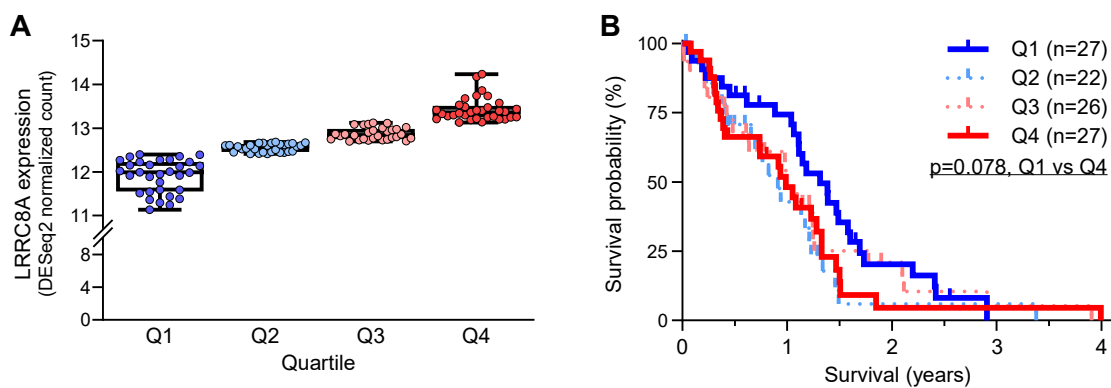 A
LRRC8A expression
(DESeq2 normalized count)
15
14
13
12
11
8
4
0
Q1 Q2 Q3 Q4
Quartile
B
Survival probability (%)
100
75
50
25
0
0 1 2 3 4
Survival (years)
Q1 (n=27)
Q2 (n=22)
Q3 (n=26)
Q4 (n=27)
p=0.078, Q1 vs Q4